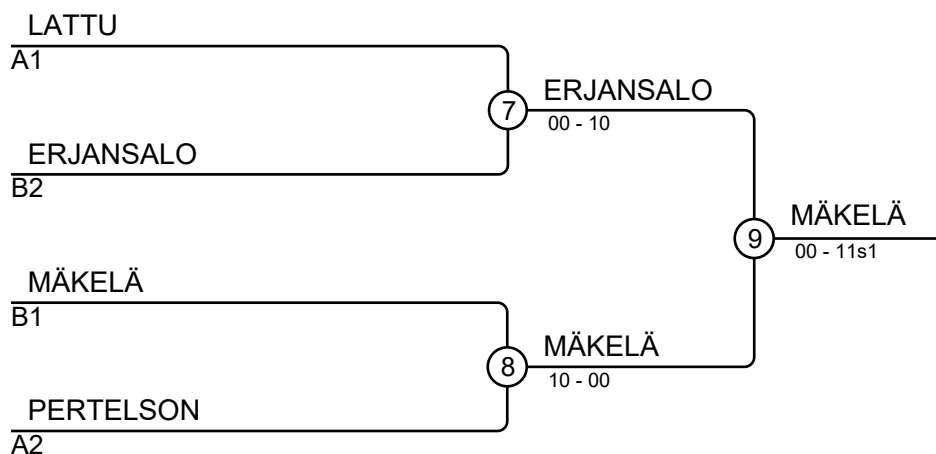 LATTU
A1
7
ERJANSALO
00 - 10
ERJANSALO
B2
9
MÄKELÄ
00 - 11s1
MÄKELÄ
B1
8
MÄKELÄ
10 - 00
PERTELSON
A2